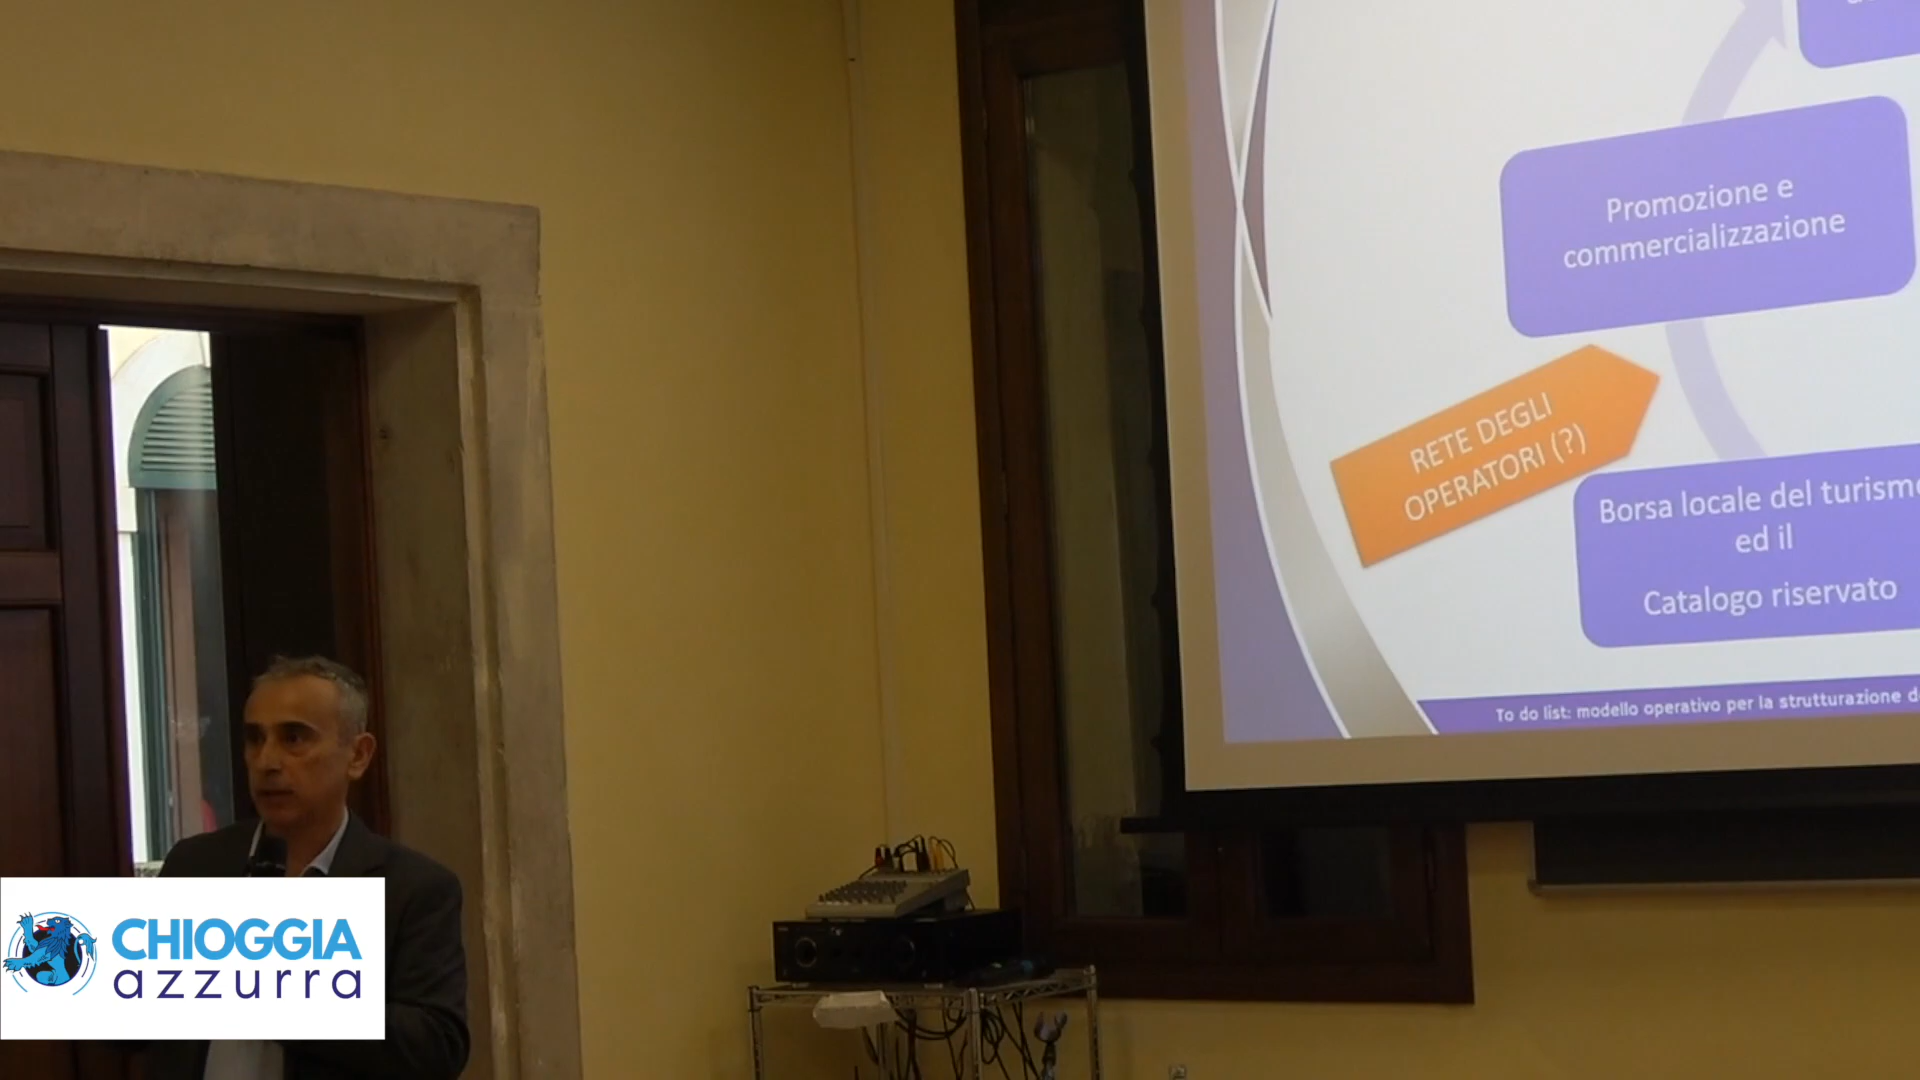 Promozione e
commercializzazione
RETE DEGLI
OPERATORI (?)
Borsa locale del turismo
ed il
Catalogo riservato
To do list: modello operativo per la strutturazione
CHIOGGIA
azzurra